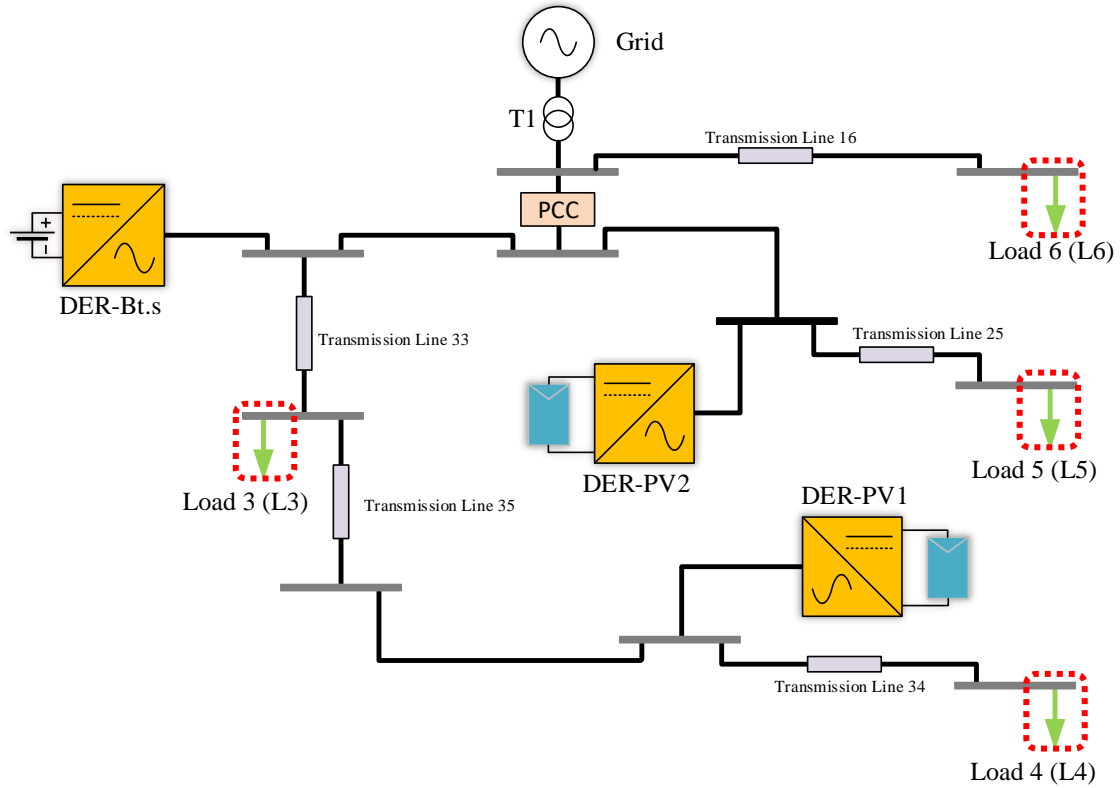 Grid
T1
Transmission Line 16
PCC
+
-
Load 6 (L6)
DER-Bt.s
Transmission Line 33
Transmission Line 25
Load 3 (L3)
DER-PV2
Load 5 (L5)
Transmission Line 35
DER-PV1
Transmission Line 34
Load 4 (L4)